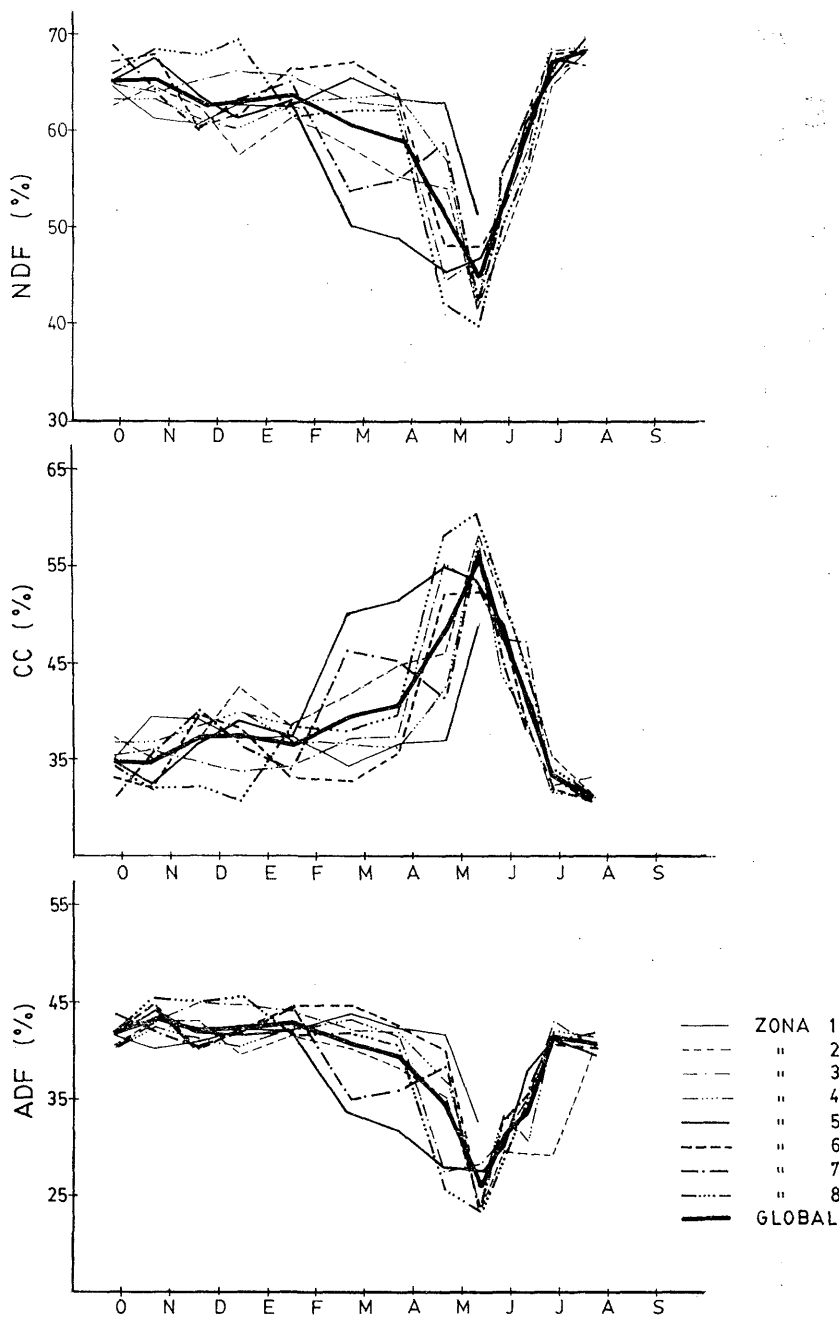 70
60
50
40
30
NDF (%)
O N D E F M A M J J A S
65
55
45
35
CC (%)
O N D E F M A M J J A S
55
45
35
25
ADF (%)
O N D E F M A M J J A S
ZONA 1
" 2
" 3
" 4
" 5
" 6
" 7
" 8
GLOBAL